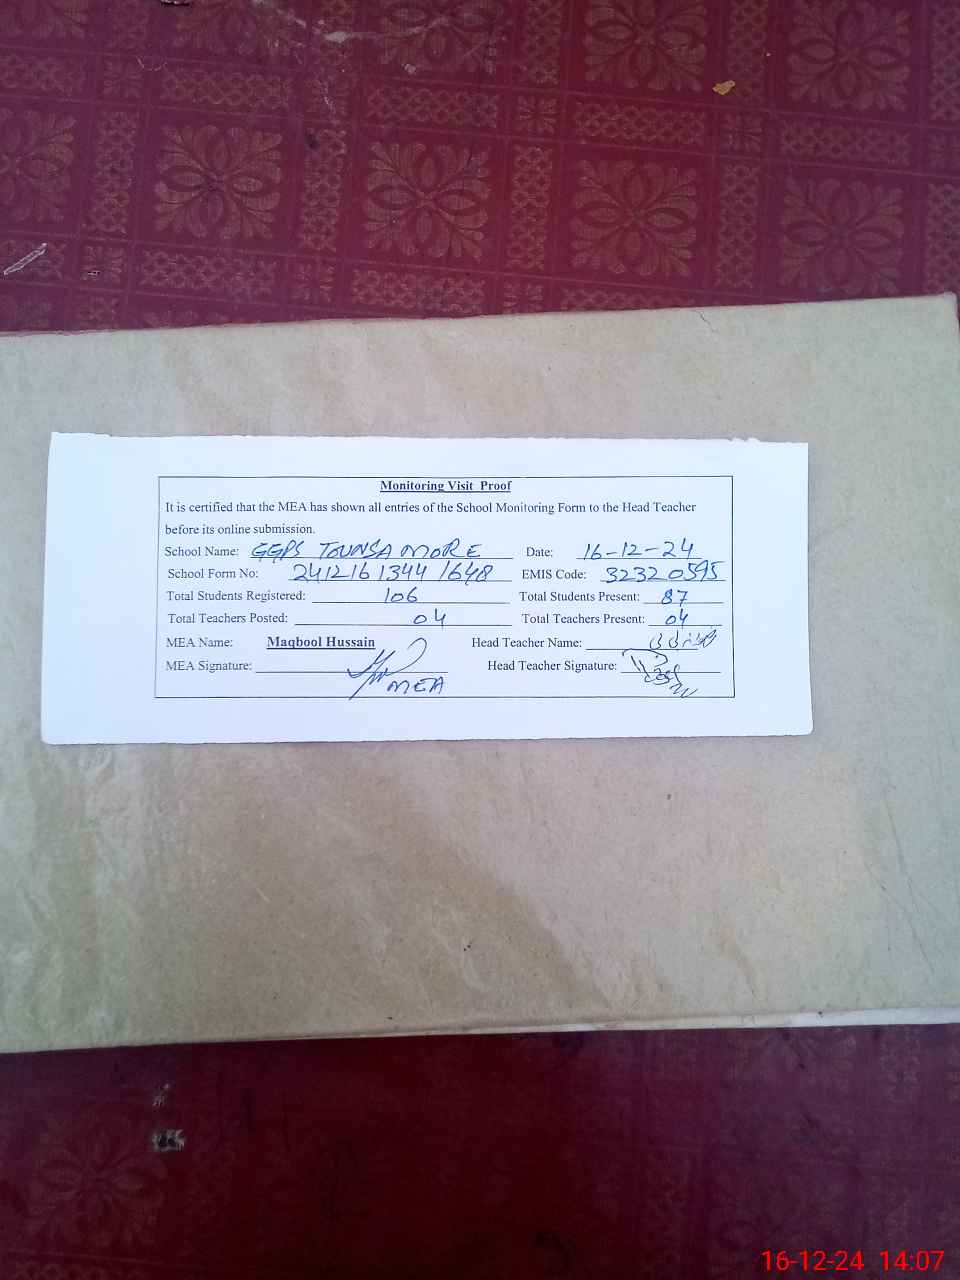 Monitoring Visit Proof
It is certified that the MEA has shown all entries of the School Monitoring Form to the Head Teacher
before its online submission.
School Name: GGPS TOUNSA MORE Date: 16-12-24
School Form No: 241216 1344 1648 EMIS Code: 32320595
Total Students Registered: 106 Total Students Present: 87
Total Teachers Posted: 04 Total Teachers Present: 04
MEA Name: Maqbool Hussain Head Teacher Name:
MEA Signature: MEA Head Teacher Signature:
16-12-24 14:07